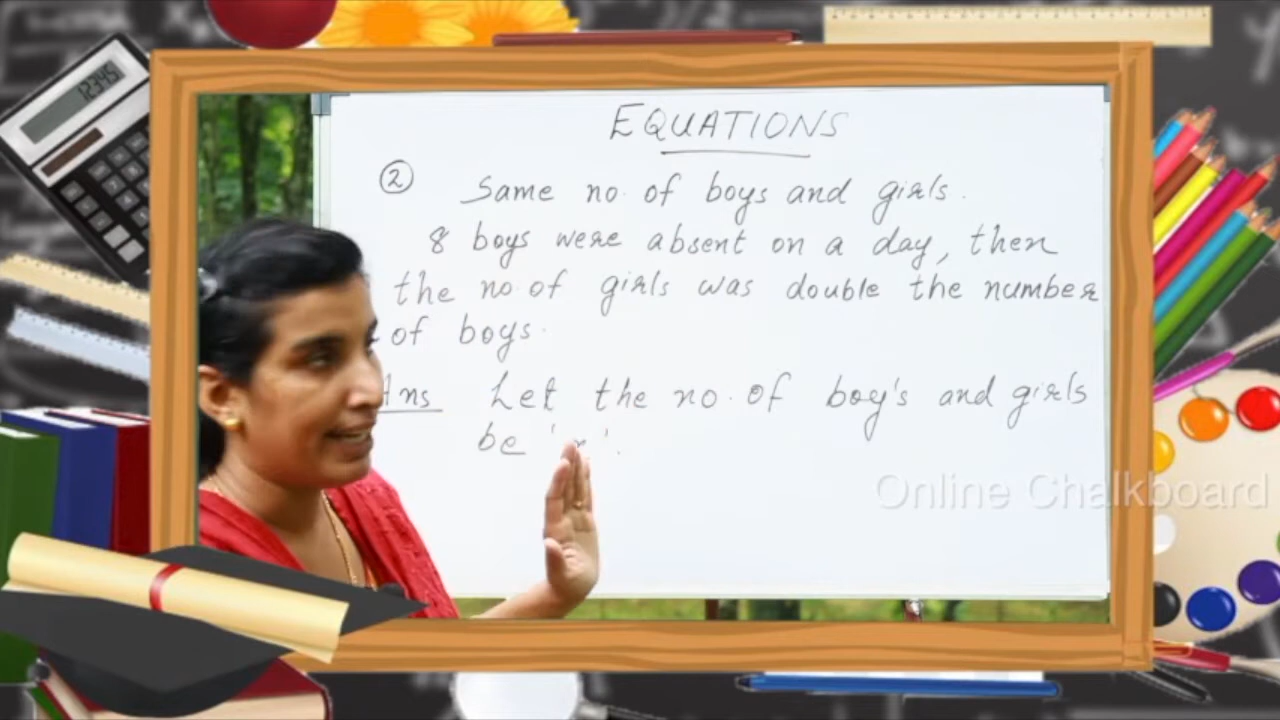 EQUATIONS
2 Same no. of boys and girls.
8 boys were absent on a day, then
the no. of girls was double the number
of boys.
Ans Let the no. of boy's and girls
be
Online Chalkboard
12345